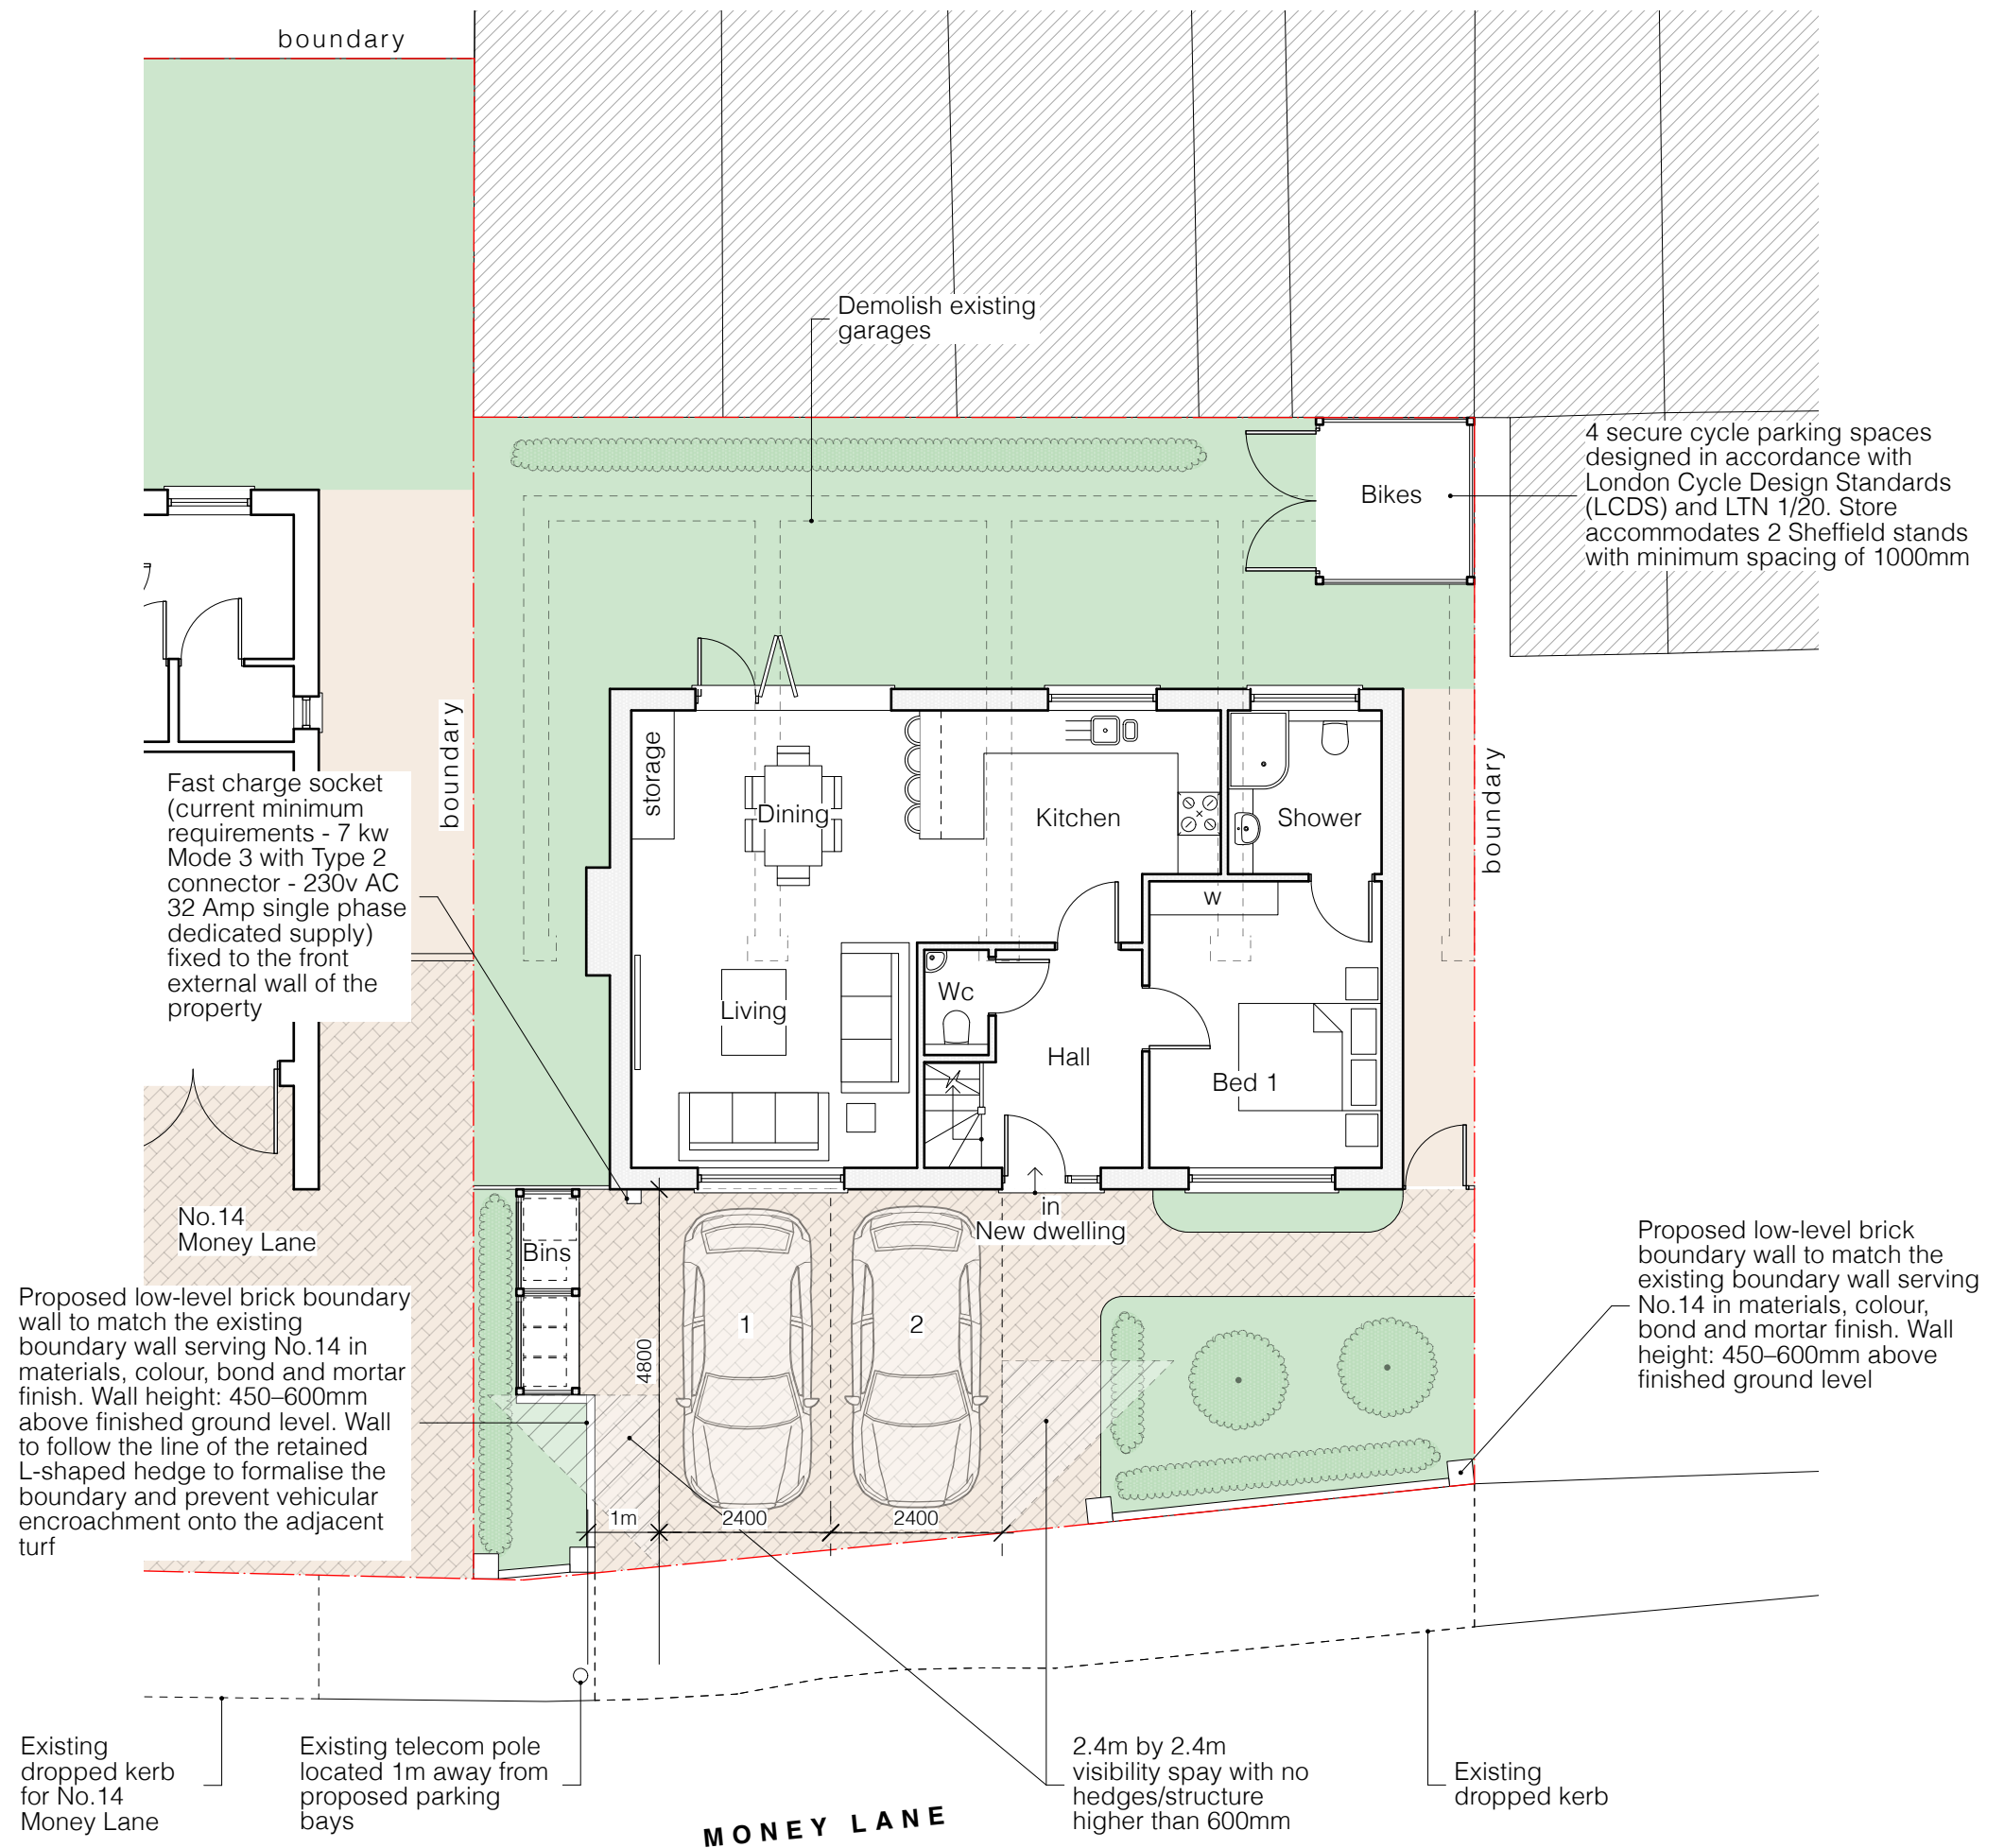 boundary
Demolish existing
garages
4 secure cycle parking spaces
designed in accordance with
London Cycle Design Standards
(LCDS) and LTN 1/20. Store
accommodates 2 Sheffield stands
with minimum spacing of 1000mm
Bikes
boundary
boundary
storage
Dining
Kitchen
Shower
W
Fast charge socket
(current minimum
requirements - 7 kw
Mode 3 with Type 2
connector - 230v AC
32 Amp single phase
dedicated supply)
fixed to the front
external wall of the
property
Living
Wc
Hall
Bed 1
in
New dwelling
No.14
Money Lane
Bins
Proposed low-level brick boundary
wall to match the existing
boundary wall serving No.14 in
materials, colour, bond and mortar
finish. Wall height: 450–600mm
above finished ground level. Wall
to follow the line of the retained
L-shaped hedge to formalise the
boundary and prevent vehicular
encroachment onto the adjacent
turf
1
2
4800
1m
2400
2400
Proposed low-level brick
boundary wall to match the
existing boundary wall serving
No.14 in materials, colour,
bond and mortar finish. Wall
height: 450–600mm above
finished ground level
Existing
dropped kerb
for No.14
Money Lane
Existing telecom pole
located 1m away from
proposed parking
bays
2.4m by 2.4m
visibility spay with no
hedges/structure
higher than 600mm
Existing
dropped kerb
MONEY LANE